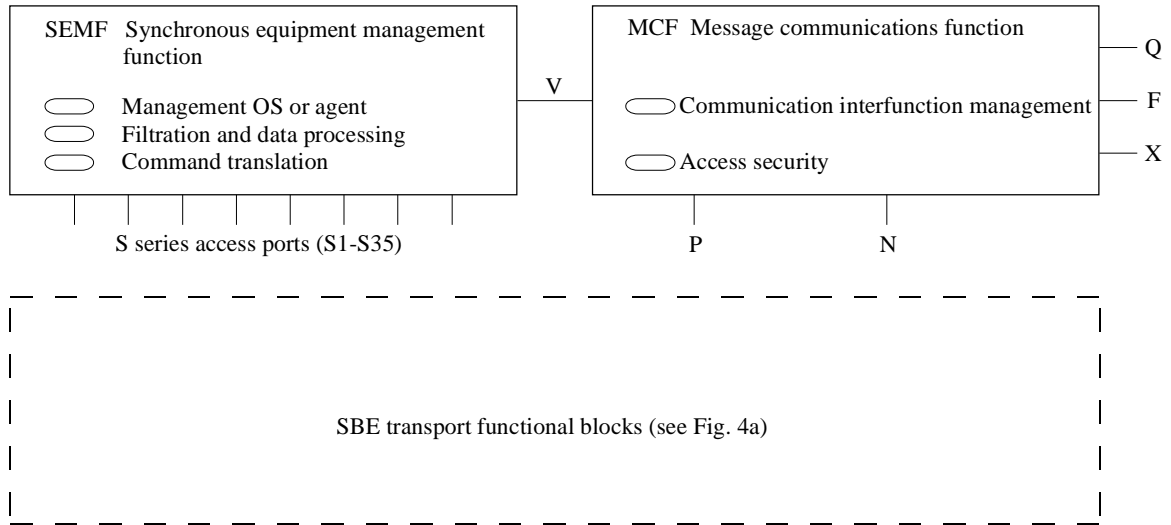 SEMF Synchronous equipment management
function
Management OS or agent
Filtration and data processing
Command translation
S series access ports (S1-S35)
V
MCF Message communications function
Communication interfunction management
Access security
Q
F
X
P
N
SBE transport functional blocks (see Fig. 4a)